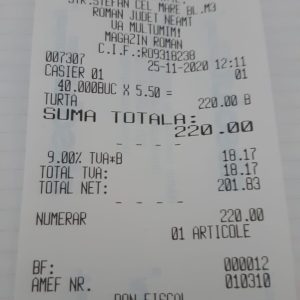 STR.STEFAN CEL MARE BL.M3
ROMAN JUDET NEAMT
VA MULTUMIM!
MAGAZIN ROMAN
C.I.F.:RO9318238
007307 25-11-2020 12:11
CASIER 01 01
40.000BUC X 5.50 =
TURTA 220.00 B
SUMA TOTALA:
220.00
- - - -
9.00% TVA*B 18.17
TOTAL TVA: 18.17
TOTAL NET: 201.83
- - - -
NUMERAR 220.00
01 ARTICOLE
- - - -
BF: 000012
AMEF NR. 010310
BON FISCAL